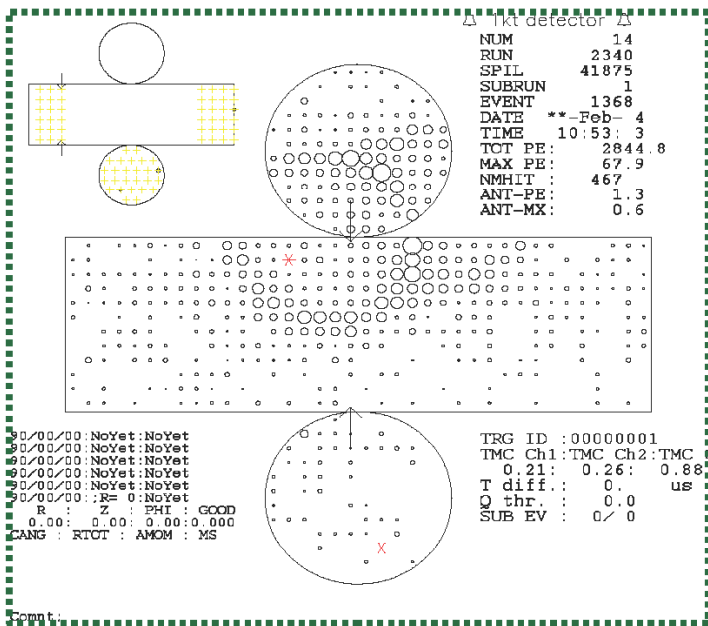 1kt detector
NUM 14
RUN 2340
SPIL 41875
SUBRUN 1
EVENT 1368
DATE **-Feb- 4
TIME 10:53: 3
TOT PE: 2844.8
MAX PE: 67.9
NMHIT : 467
ANT-PE: 1.3
ANT-MX: 0.6
90/00/00:NoYet:NoYet
90/00/00:NoYet:NoYet
90/00/00:NoYet:NoYet
90/00/00:NoYet:NoYet
90/00/00:NoYet:NoYet
90/00/00:;R= 0:NoYet
R : Z : PHI : GOOD
0.00: 0.00: 0.00:0.000
CANG : RTOT : AMOM : MS
TRG ID :00000001
TMC Ch1:TMC Ch2:TMC
0.21: 0.26: 0.88
T diff.: 0. us
Q thr. : 0.0
SUB EV : 0/ 0
Comnt;